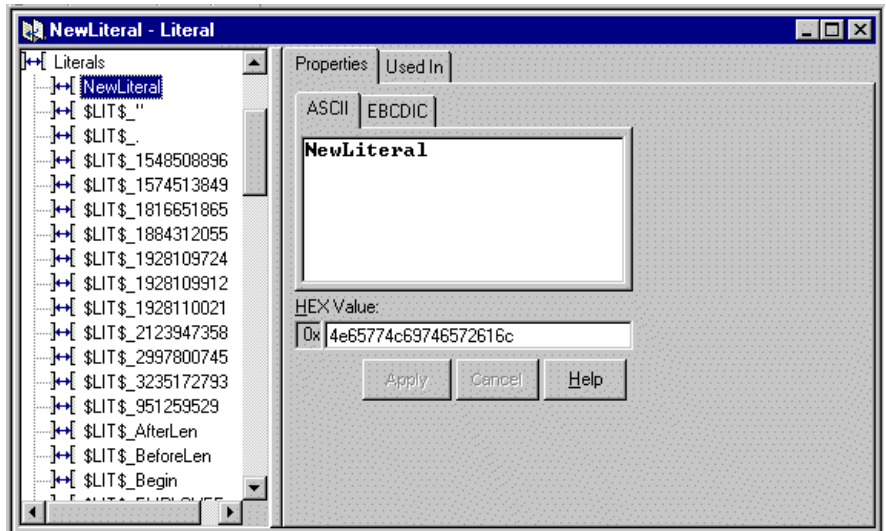 NewLiteral - Literal
Literals
NewLiteral
$LIT$_"
$LIT$_.
$LIT$_1548508896
$LIT$_1574513849
$LIT$_1816651865
$LIT$_1884312055
$LIT$_1928109724
$LIT$_1928109912
$LIT$_1928110021
$LIT$_2123947358
$LIT$_2997800745
$LIT$_3235172793
$LIT$_951259529
$LIT$_AfterLen
$LIT$_BeforeLen
$LIT$_Begin
Properties Used In
ASCII EBCDIC
NewLiteral
HEX Value:
0x 4e65774c69746572616c
Apply Cancel Help